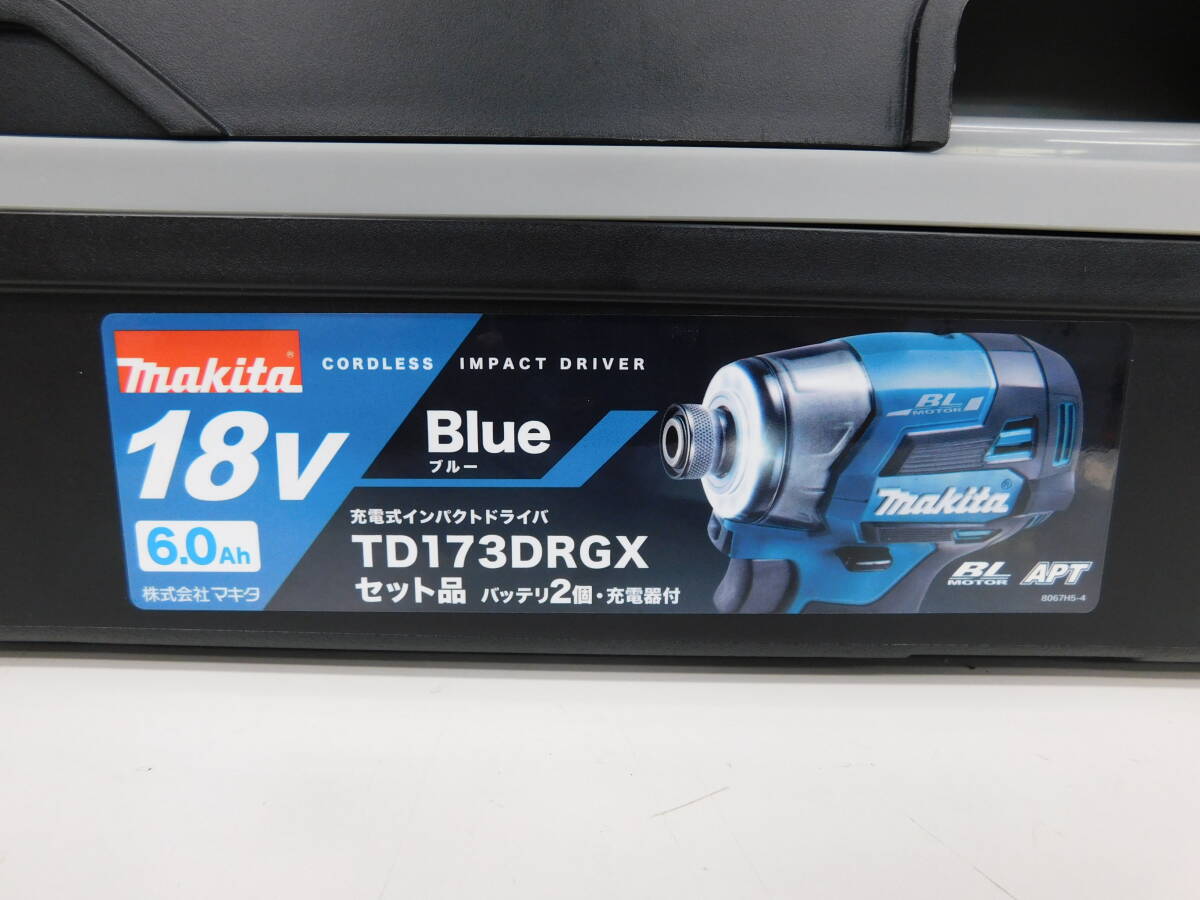 makita®
CORDLESS IMPACT DRIVER
18V
Blue
ブルー
6.0Ah
充電式インパクトドライバ
TD173DRGX
セット品 バッテリ2個・充電器付
株式会社マキタ
BL
MOTOR
makita®
BL
MOTOR
APT
8067H5-4